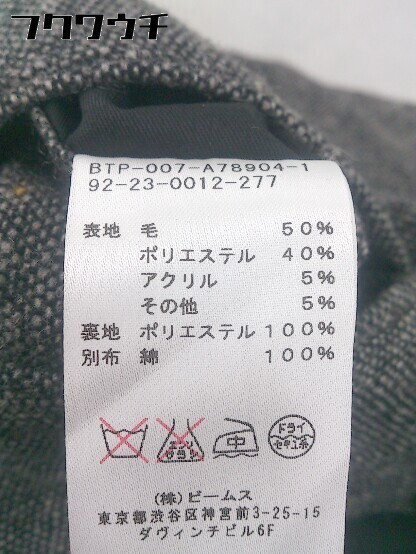 フクワウチ
BTP-007-A78904-1
92-23-0012-277
表地 毛 50%
ポリエステル 40%
アクリル 5%
その他 5%
裏地 ポリエステル 100%
別布 綿 100%
エンソサラシ 中 ドライ セキユ系
(株)ビームス
東京都渋谷区神宮前3-25-15
ダヴィンチビル6F